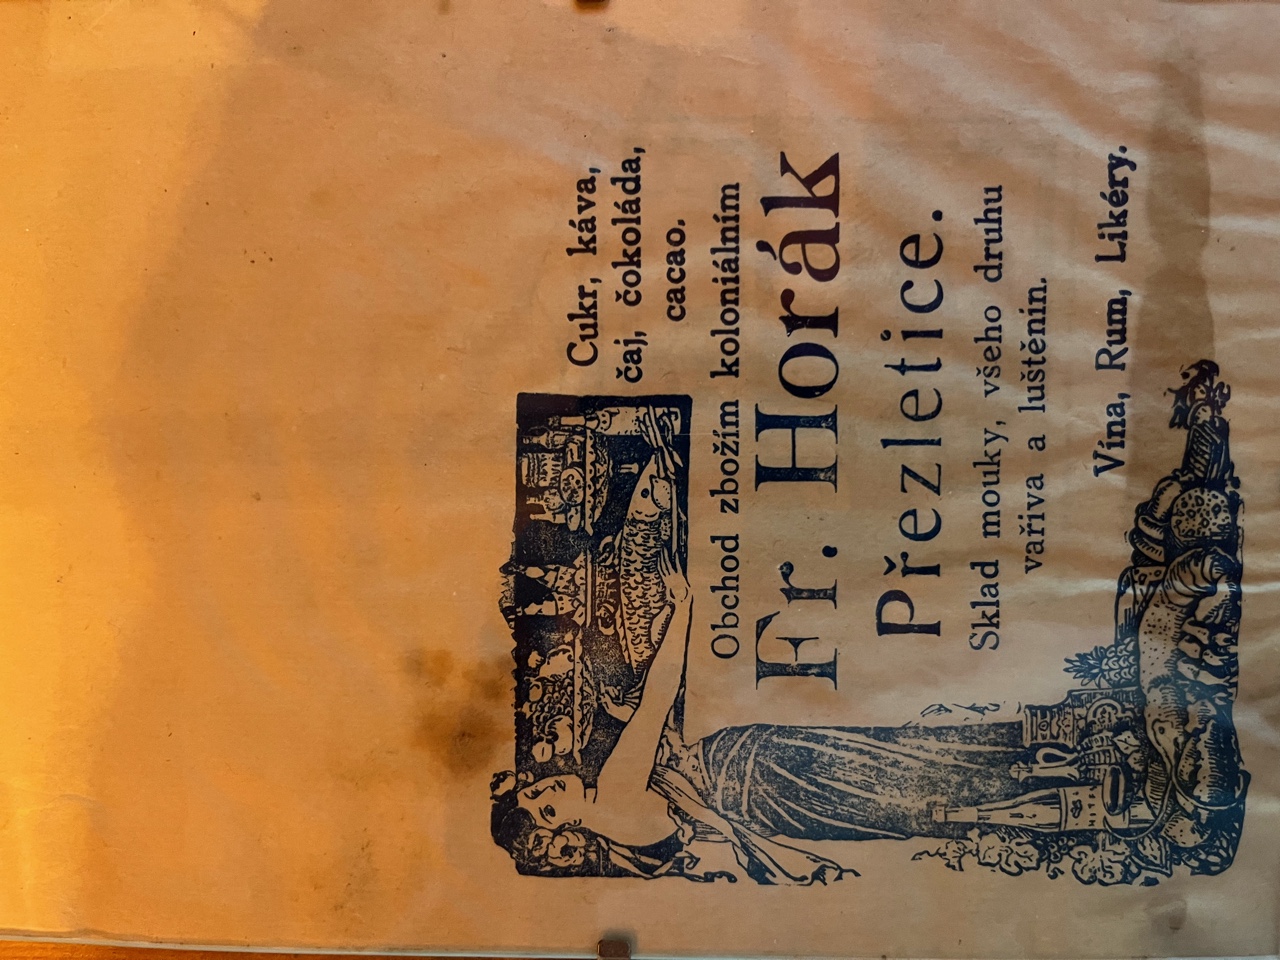 Cukr, káva,
čaj, čokoláda,
cacao.
Obchod zbožím koloniálním
Fr. Horák
Přezletice.
Sklad mouky, všeho druhu
vařiva a luštěnin.
Vína, Rum, Likéry.